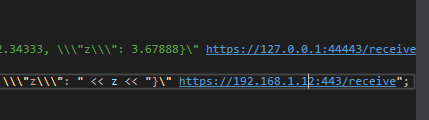 2.34333, \\\"z\\\": 3.67888}\" https://127.0.0.1:44443/receive
\\\"z\\\": " << z << "}\" https://192.168.1.12:443/receive";